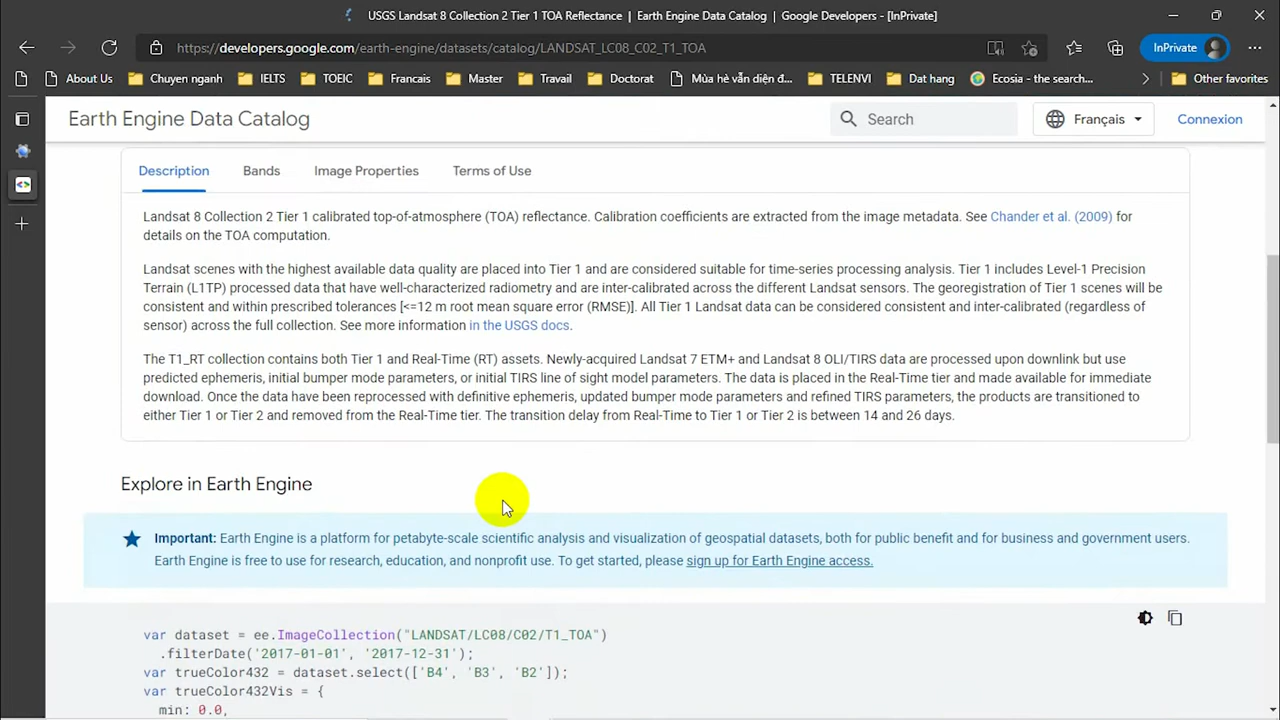 USGS Landsat 8 Collection 2 Tier 1 TOA Reflectance | Earth Engine Data Catalog | Google Developers - [InPrivate]
https://developers.google.com/earth-engine/datasets/catalog/LANDSAT_LC08_C02_T1_TOA
InPrivate
About Us
Chuyen nganh
IELTS
TOEIC
Francais
Master
Travail
Doctorat
Mùa hè vẫn diện đ...
TELENVI
Dat hang
Ecosia - the search...
Other favorites
Earth Engine Data Catalog
Search
Français
Connexion
Description
Bands
Image Properties
Terms of Use
Landsat 8 Collection 2 Tier 1 calibrated top-of-atmosphere (TOA) reflectance. Calibration coefficients are extracted from the image metadata. See Chander et al. (2009) for
details on the TOA computation.
Landsat scenes with the highest available data quality are placed into Tier 1 and are considered suitable for time-series processing analysis. Tier 1 includes Level-1 Precision
Terrain (L1TP) processed data that have well-characterized radiometry and are inter-calibrated across the different Landsat sensors. The georegistration of Tier 1 scenes will be
consistent and within prescribed tolerances [<=12 m root mean square error (RMSE)]. All Tier 1 Landsat data can be considered consistent and inter-calibrated (regardless of
sensor) across the full collection. See more information in the USGS docs.
The T1_RT collection contains both Tier 1 and Real-Time (RT) assets. Newly-acquired Landsat 7 ETM+ and Landsat 8 OLI/TIRS data are processed upon downlink but use
predicted ephemeris, initial bumper mode parameters, or initial TIRS line of sight model parameters. The data is placed in the Real-Time tier and made available for immediate
download. Once the data have been reprocessed with definitive ephemeris, updated bumper mode parameters and refined TIRS parameters, the products are transitioned to
either Tier 1 or Tier 2 and removed from the Real-Time tier. The transition delay from Real-Time to Tier 1 or Tier 2 is between 14 and 26 days.
Explore in Earth Engine
Important: Earth Engine is a platform for petabyte-scale scientific analysis and visualization of geospatial datasets, both for public benefit and for business and government users.
Earth Engine is free to use for research, education, and nonprofit use. To get started, please sign up for Earth Engine access.
var dataset = ee.ImageCollection("LANDSAT/LC08/C02/T1_TOA")
.filterDate('2017-01-01', '2017-12-31');
var trueColor432 = dataset.select(['B4', 'B3', 'B2']);
var trueColor432Vis = {
min: 0.0,